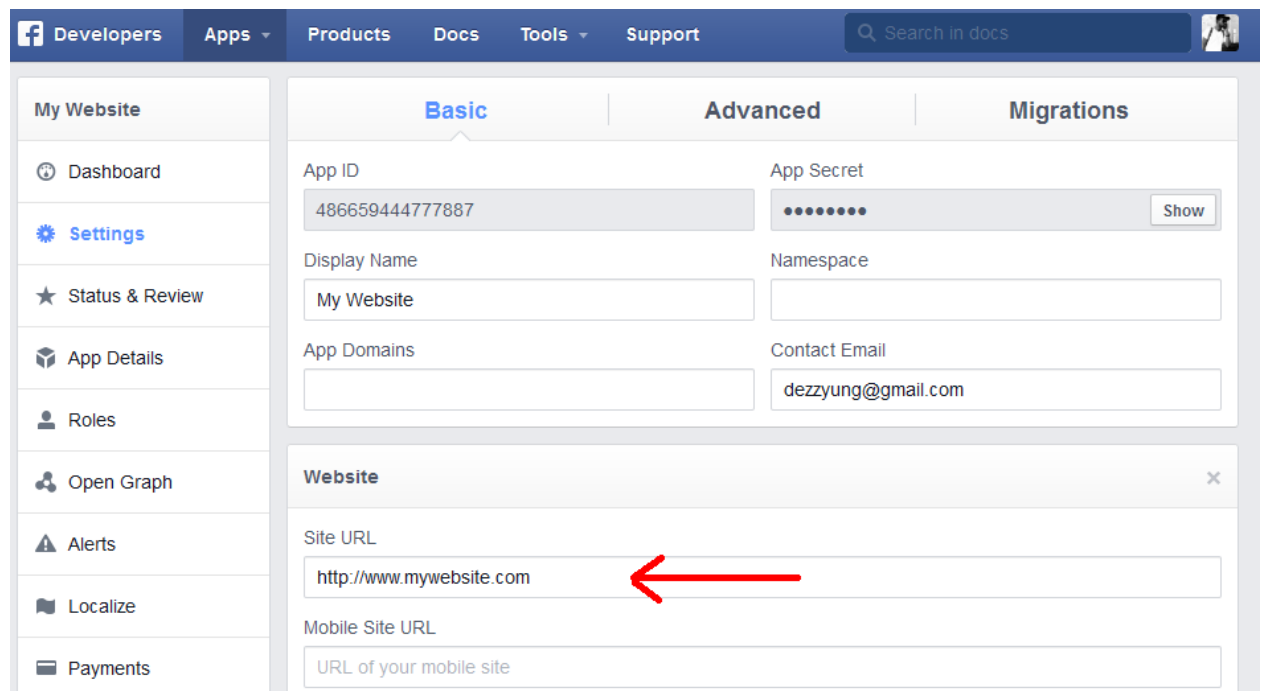 Developers Apps Products Docs Tools Support Search in docs
My Website
Dashboard
Settings
Status & Review
App Details
Roles
Open Graph
Alerts
Localize
Payments
Basic Advanced Migrations
App ID App Secret
486659444777887 •••••••• Show
Display Name Namespace
My Website
App Domains Contact Email
dezzyung@gmail.com
Website
Site URL
http://www.mywebsite.com
Mobile Site URL
URL of your mobile site